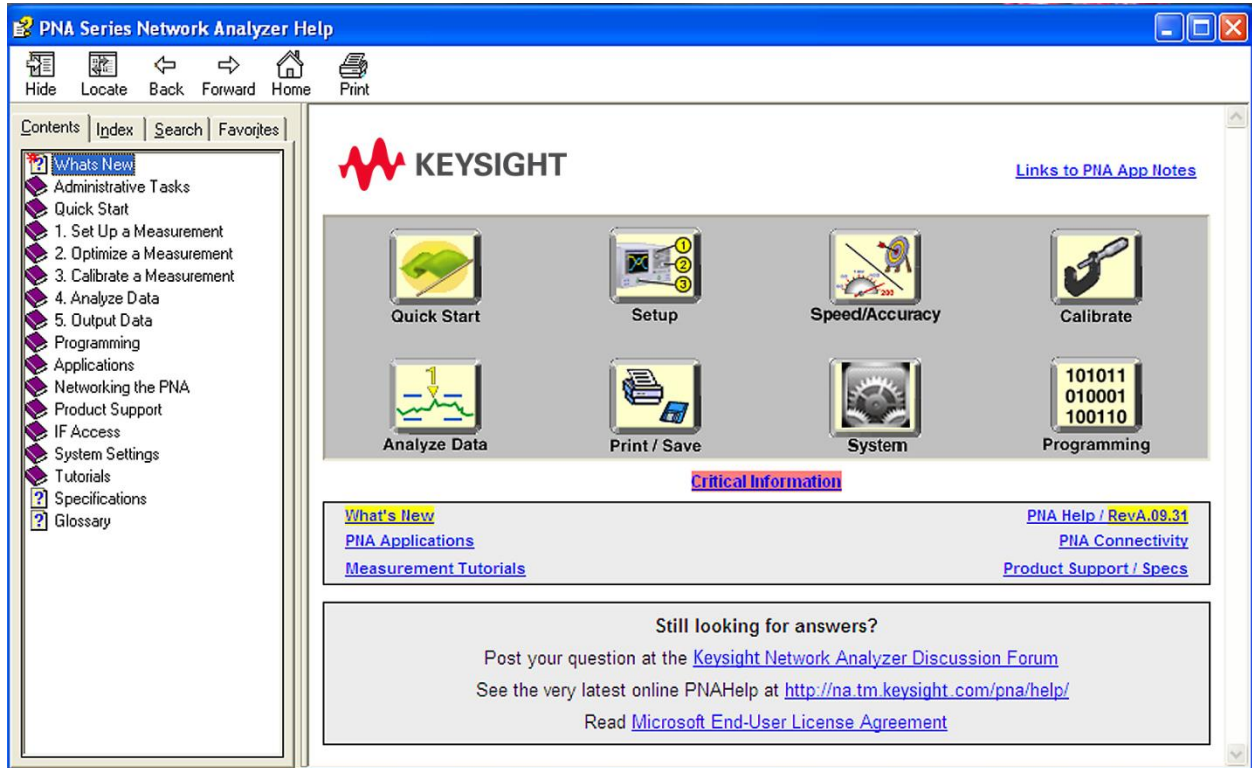 PNA Series Network Analyzer Help
Hide Locate Back Forward Home Print
Contents Index Search Favorites
Whats New
Administrative Tasks
Quick Start
1. Set Up a Measurement
2. Optimize a Measurement
3. Calibrate a Measurement
4. Analyze Data
5. Output Data
Programming
Applications
Networking the PNA
Product Support
IF Access
System Settings
Tutorials
Specifications
Glossary
KEYSIGHT
Links to PNA App Notes
1
2
3
200
Quick Start Setup Speed/Accuracy Calibrate
1
101011
010001
100110
Analyze Data Print / Save System Programming
Critical Information
What's New PNA Help / RevA.09.31
PNA Applications PNA Connectivity
Measurement Tutorials Product Support / Specs
Still looking for answers?
Post your question at the Keysight Network Analyzer Discussion Forum
See the very latest online PNAHelp at http://na.tm.keysight.com/pna/help/
Read Microsoft End-User License Agreement